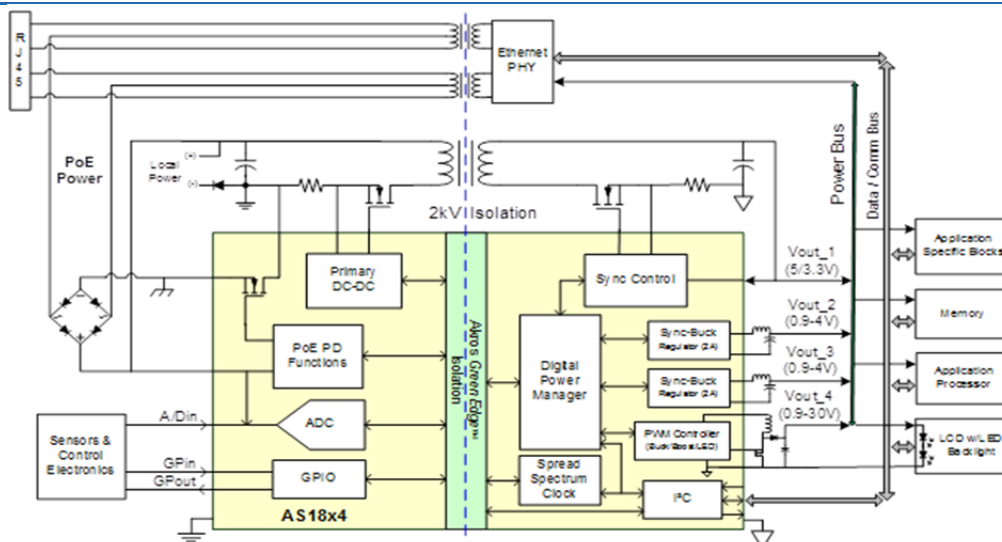 RJ45
Ethernet
PHY
PoE
Power
Local
Power
(+)
(-)
2kV Isolation
Power Bus
Data / Comm Bus
Primary
DC-DC
Sync Control
Vout_1
(5/3.3V)
Application
Specific Blocks
PoE PD
Functions
Akros GreenEdge™
Isolation
Digital
Power
Manager
Sync-Buck
Regulator (2A)
Vout_2
(0.9-4V)
Memory
Sync-Buck
Regulator (2A)
Vout_3
(0.9-4V)
Application
Processor
Sensors &
Control
Electronics
A/Din
ADC
PWM Controller
(Buck/Boost/LED)
Vout_4
(0.9-30V)
LCD w/LED
Backlight
GPin
GPout
GPIO
Spread
Spectrum
Clock
I²C
AS18x4